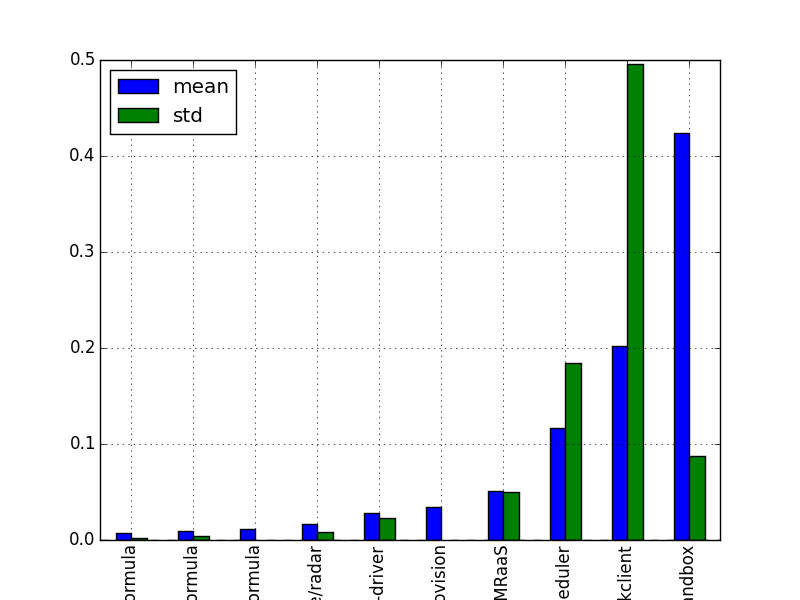 mean
std
0.5
0.4
0.3
0.2
0.1
0.0
ormula
ormula
ormula
e/radar
-driver
ovision
MRaaS
eduler
kclient
andbox